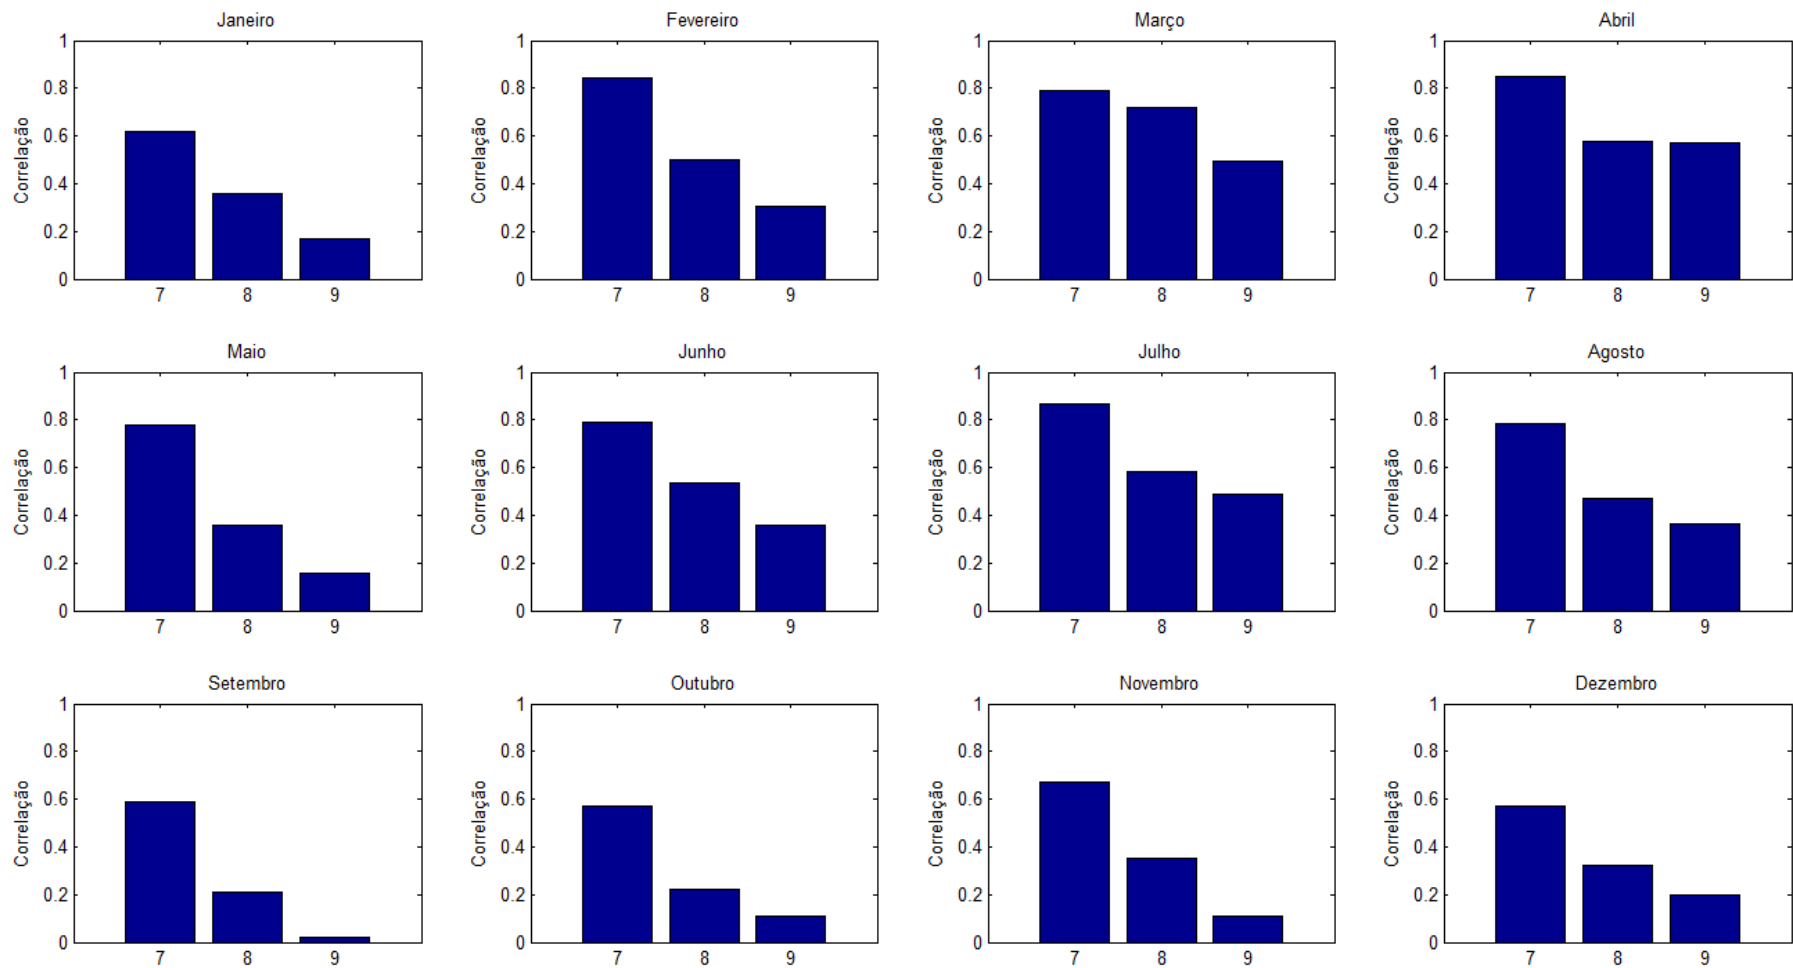 Janeiro
1
0.8
0.6
0.4
0.2
0
Correlação
7 8 9
Fevereiro
1
0.8
0.6
0.4
0.2
0
Correlação
7 8 9
Março
1
0.8
0.6
0.4
0.2
0
Correlação
7 8 9
Abril
1
0.8
0.6
0.4
0.2
0
Correlação
7 8 9
Maio
1
0.8
0.6
0.4
0.2
0
Correlação
7 8 9
Junho
1
0.8
0.6
0.4
0.2
0
Correlação
7 8 9
Julho
1
0.8
0.6
0.4
0.2
0
Correlação
7 8 9
Agosto
1
0.8
0.6
0.4
0.2
0
Correlação
7 8 9
Setembro
1
0.8
0.6
0.4
0.2
0
Correlação
7 8 9
Outubro
1
0.8
0.6
0.4
0.2
0
Correlação
7 8 9
Novembro
1
0.8
0.6
0.4
0.2
0
Correlação
7 8 9
Dezembro
1
0.8
0.6
0.4
0.2
0
Correlação
7 8 9